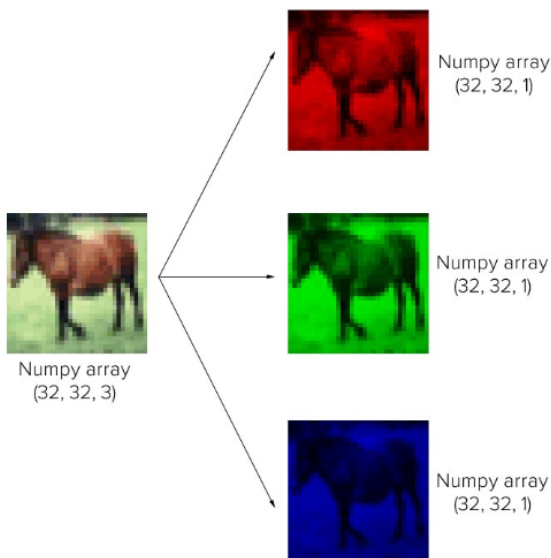 Numpy array
(32, 32, 1)
Numpy array
(32, 32, 3)
Numpy array
(32, 32, 1)
Numpy array
(32, 32, 1)